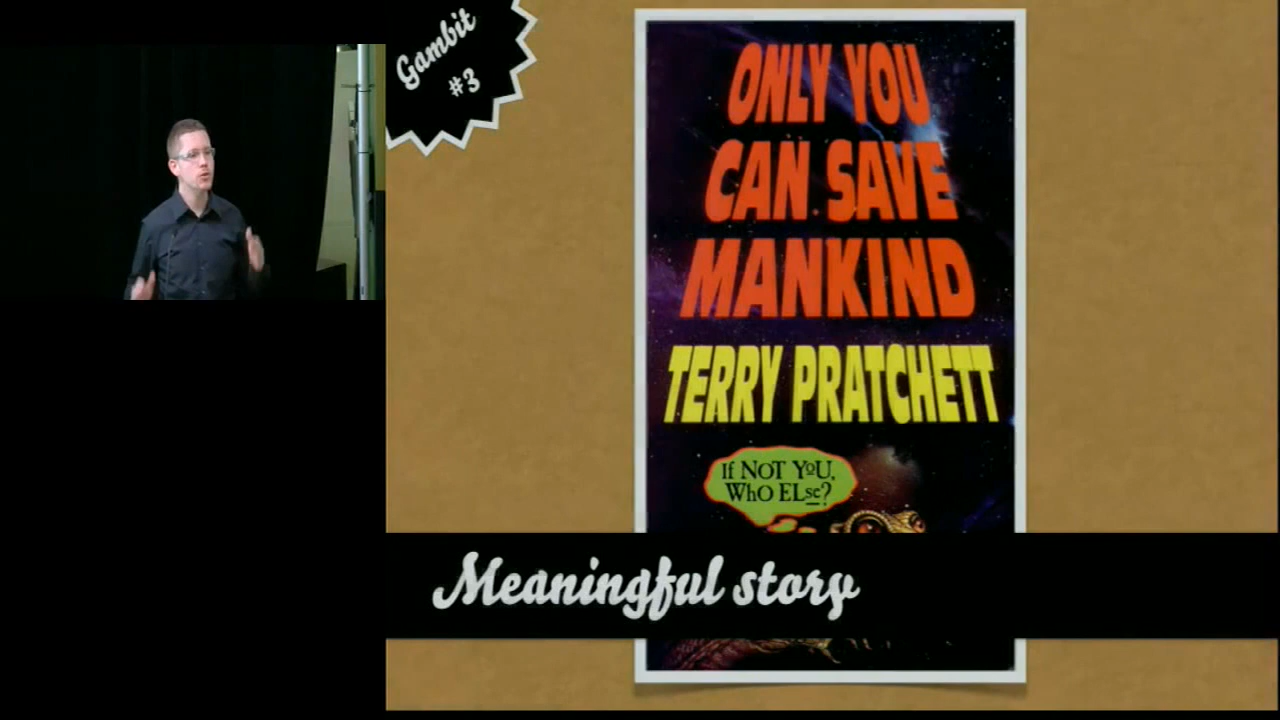 Gambit
#3
ONLY YOU
CAN SAVE
MANKIND
TERRY PRATCHETT
If NOT YoU,
WhO ELse?
Meaningful story